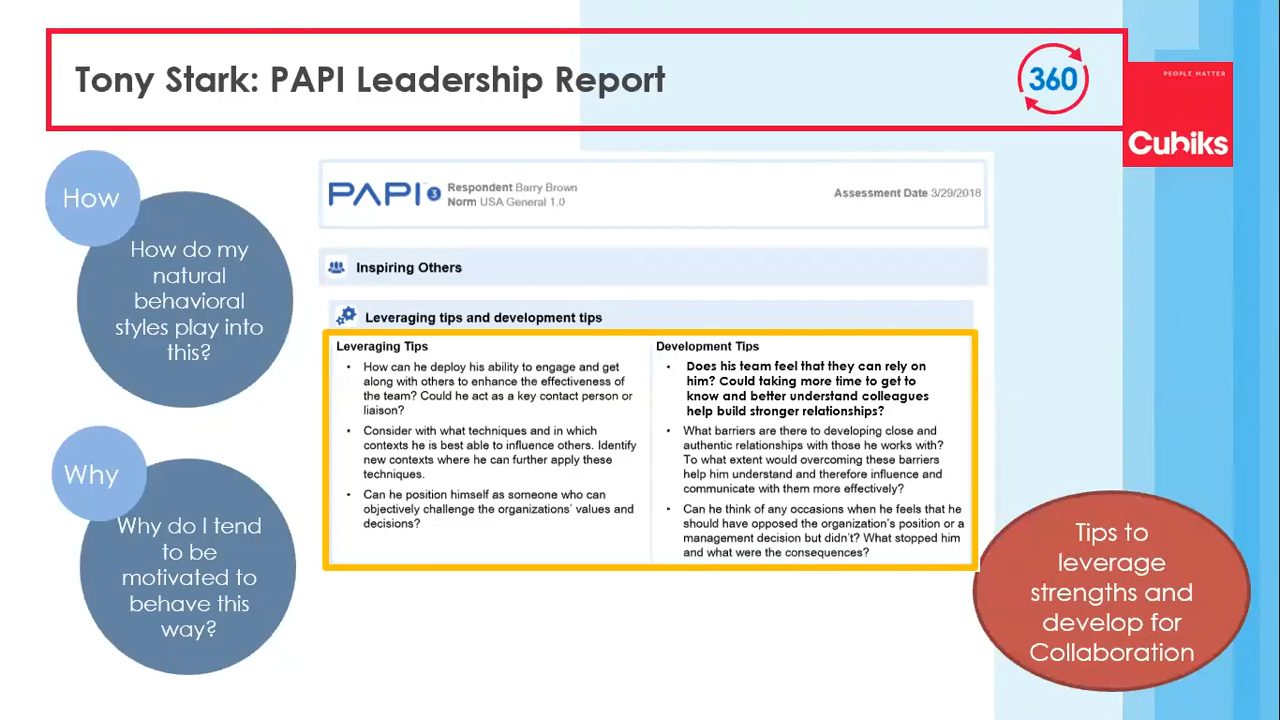 Tony Stark: PAPI Leadership Report
360
PEOPLE MATTER
Cubiks
How
How do my
natural
behavioral
styles play into
this?
Why
Why do I tend
to be
motivated to
behave this
way?
PAPI 3
Respondent Barry Brown
Norm USA General 1.0
Assessment Date 3/29/2018
Inspiring Others
Leveraging tips and development tips
Leveraging Tips
• How can he deploy his ability to engage and get
along with others to enhance the effectiveness of
the team? Could he act as a key contact person or
liaison?
• Consider with what techniques and in which
contexts he is best able to influence others. Identify
new contexts where he can further apply these
techniques.
• Can he position himself as someone who can
objectively challenge the organizations' values and
decisions?
Development Tips
• Does his team feel that they can rely on
him? Could taking more time to get to
know and better understand colleagues
help build stronger relationships?
• What barriers are there to developing close and
authentic relationships with those he works with?
To what extent would overcoming these barriers
help him understand and therefore influence and
communicate with them more effectively?
• Can he think of any occasions when he feels that he
should have opposed the organization's position or a
management decision but didn't? What stopped him
and what were the consequences?
Tips to
leverage
strengths and
develop for
Collaboration